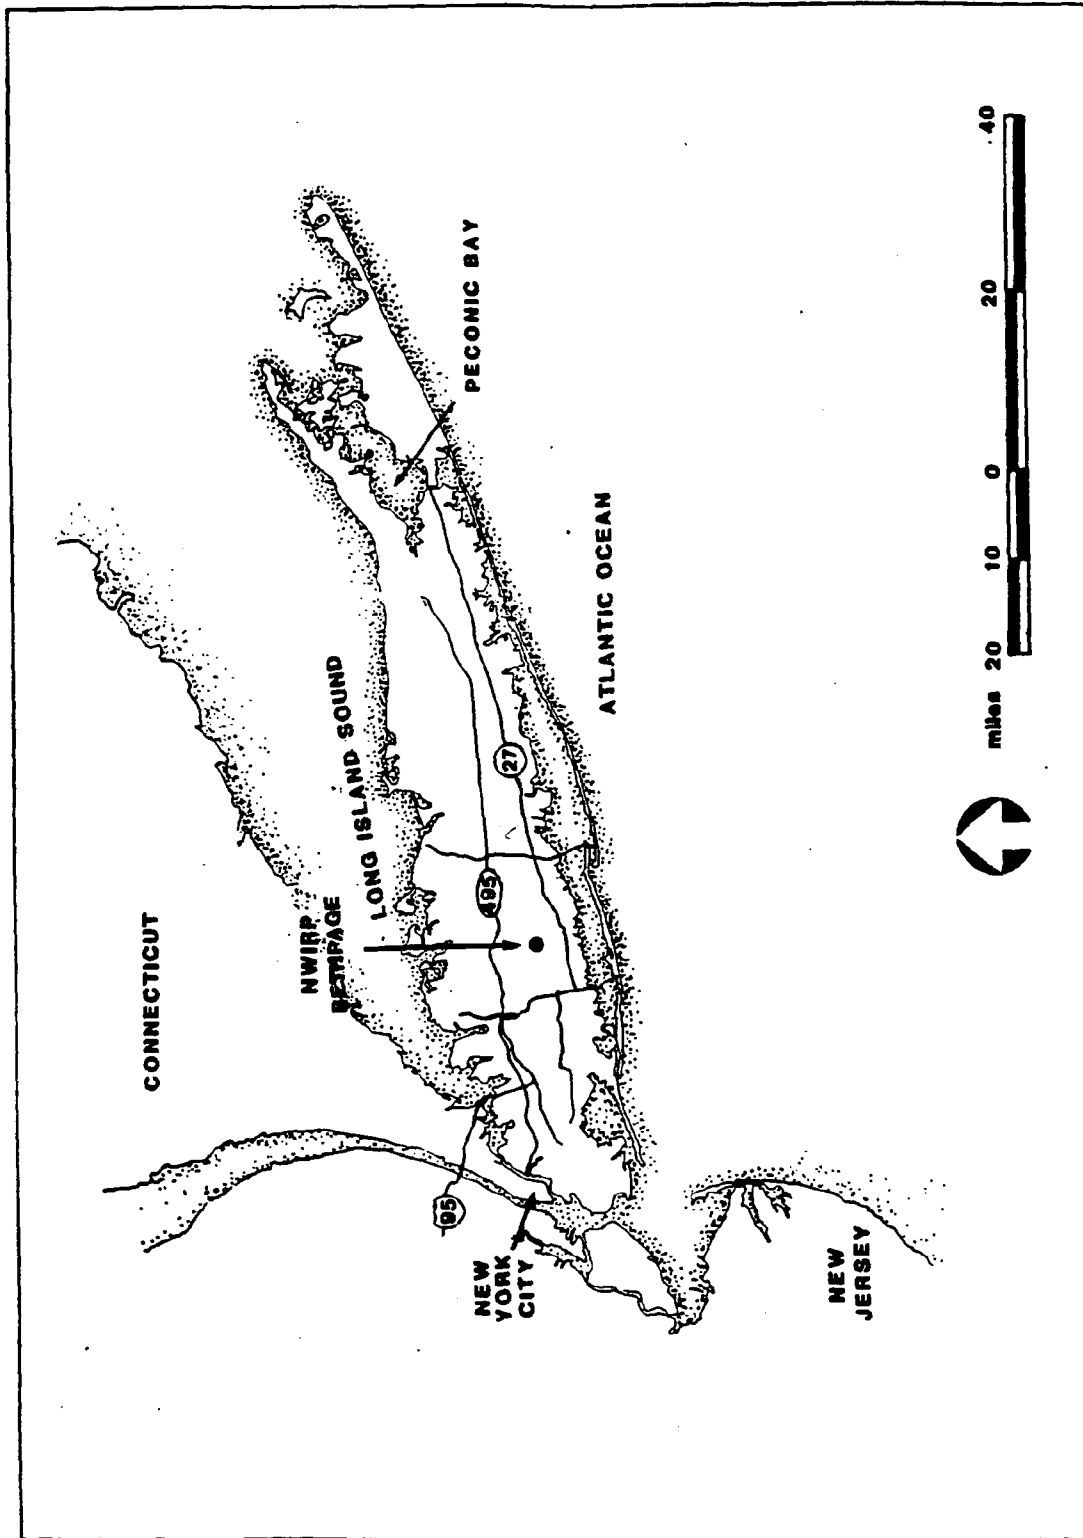 CONNECTICUT
NWIRP
BETHPAGE
LONG ISLAND SOUND
PECONIC BAY
95
495
27
NEW
YORK
CITY
ATLANTIC OCEAN
NEW
JERSEY
miles 20 10 0 20 40